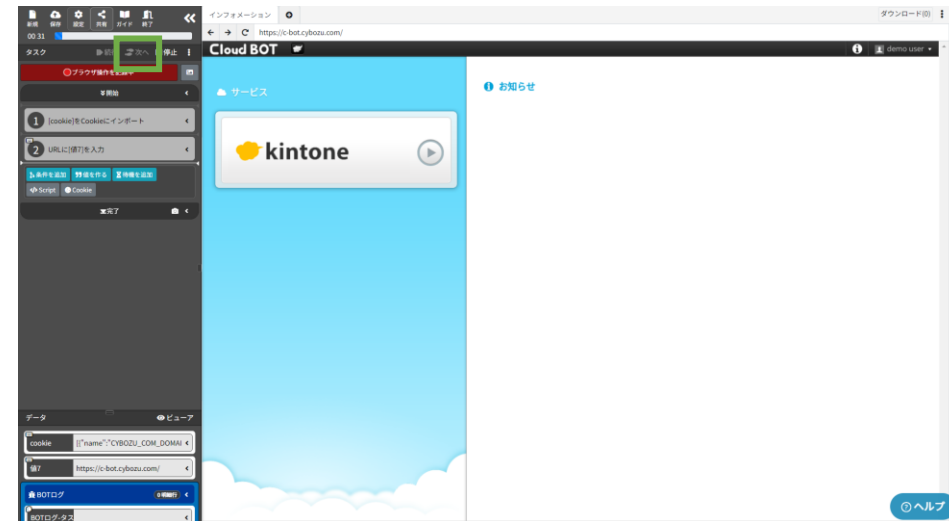 新規 保存 設定 共有 ガイド 終了
00:31
タスク 次へ 停止
ブラウザ操作を記録中
開始
1 [cookie]をCookieにインポート
2 URLに[値7]を入力
条件を追加 値を作る 待機を追加
Script Cookie
完了
データ ビューア
cookie [{"name":"CYBOZU_COM_DOMAI
値7 https://c-bot.cybozu.com/
BOTログ
BOTログ-タス
インフォメーション ダウンロード(0)
https://c-bot.cybozu.com/
Cloud BOT demo user
サービス
kintone
お知らせ
ヘルプ